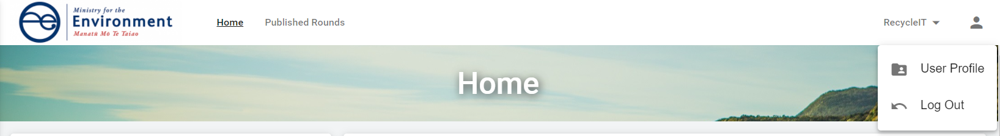 Ministry for the
Environment
Manatū Mō Te Taiao
Home
Published Rounds
RecycleIT
User Profile
Log Out
Home